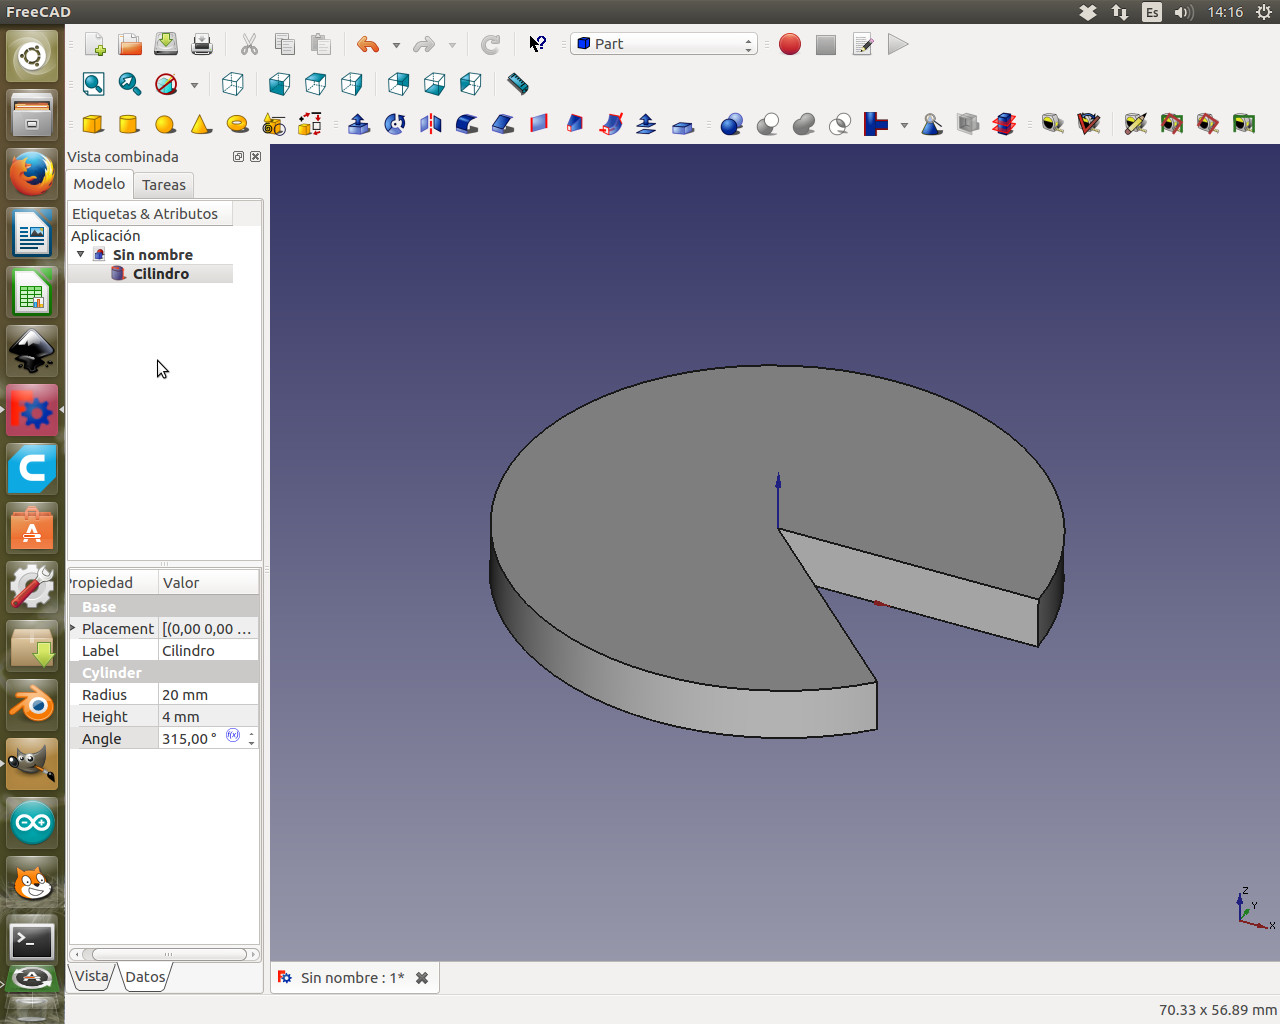 FreeCAD
Es
14:16
Part
Vista combinada
Modelo
Tareas
Etiquetas & Atributos
Aplicación
Sin nombre
Cilindro
Valor
Base
Placement [(0,00 0,00 ...
Label Cilindro
Cylinder
Radius 20 mm
Height 4 mm
Angle 315,00 °
f(x)
Z
Y
X
Vista
Datos
Sin nombre : 1*
70.33 x 56.89 mm